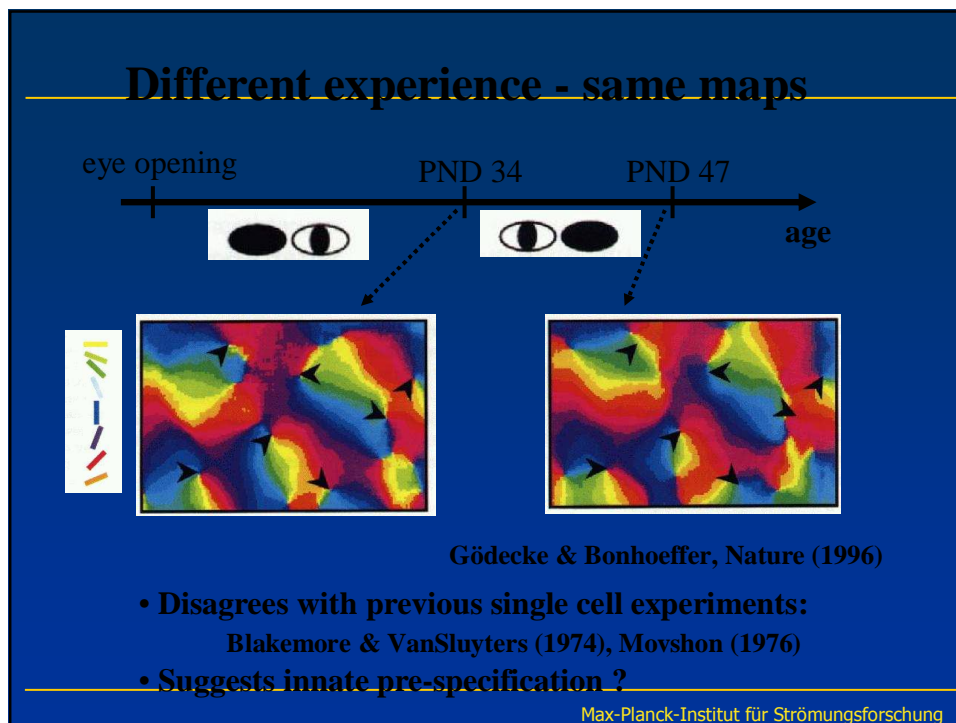 Different experience - same maps
eye opening
PND 34
PND 47
age
Gödecke & Bonhoeffer, Nature (1996)
• Disagrees with previous single cell experiments:
Blakemore & VanSluyters (1974), Movshon (1976)
• Suggests innate pre-specification ?
Max-Planck-Institut für Strömungsforschung